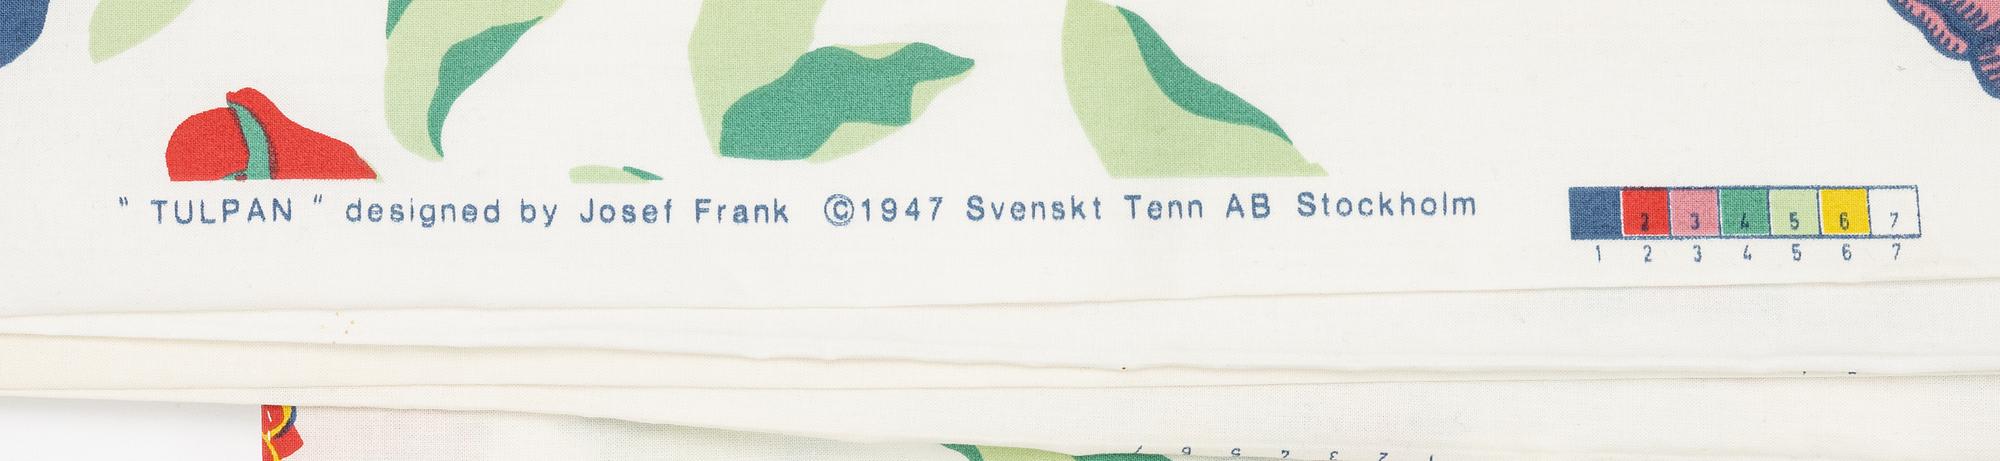 " TULPAN " designed by Josef Frank ©1947 Svenskt Tenn AB Stockholm
2 3 4 5 6 7
1 2 3 4 5 6 7